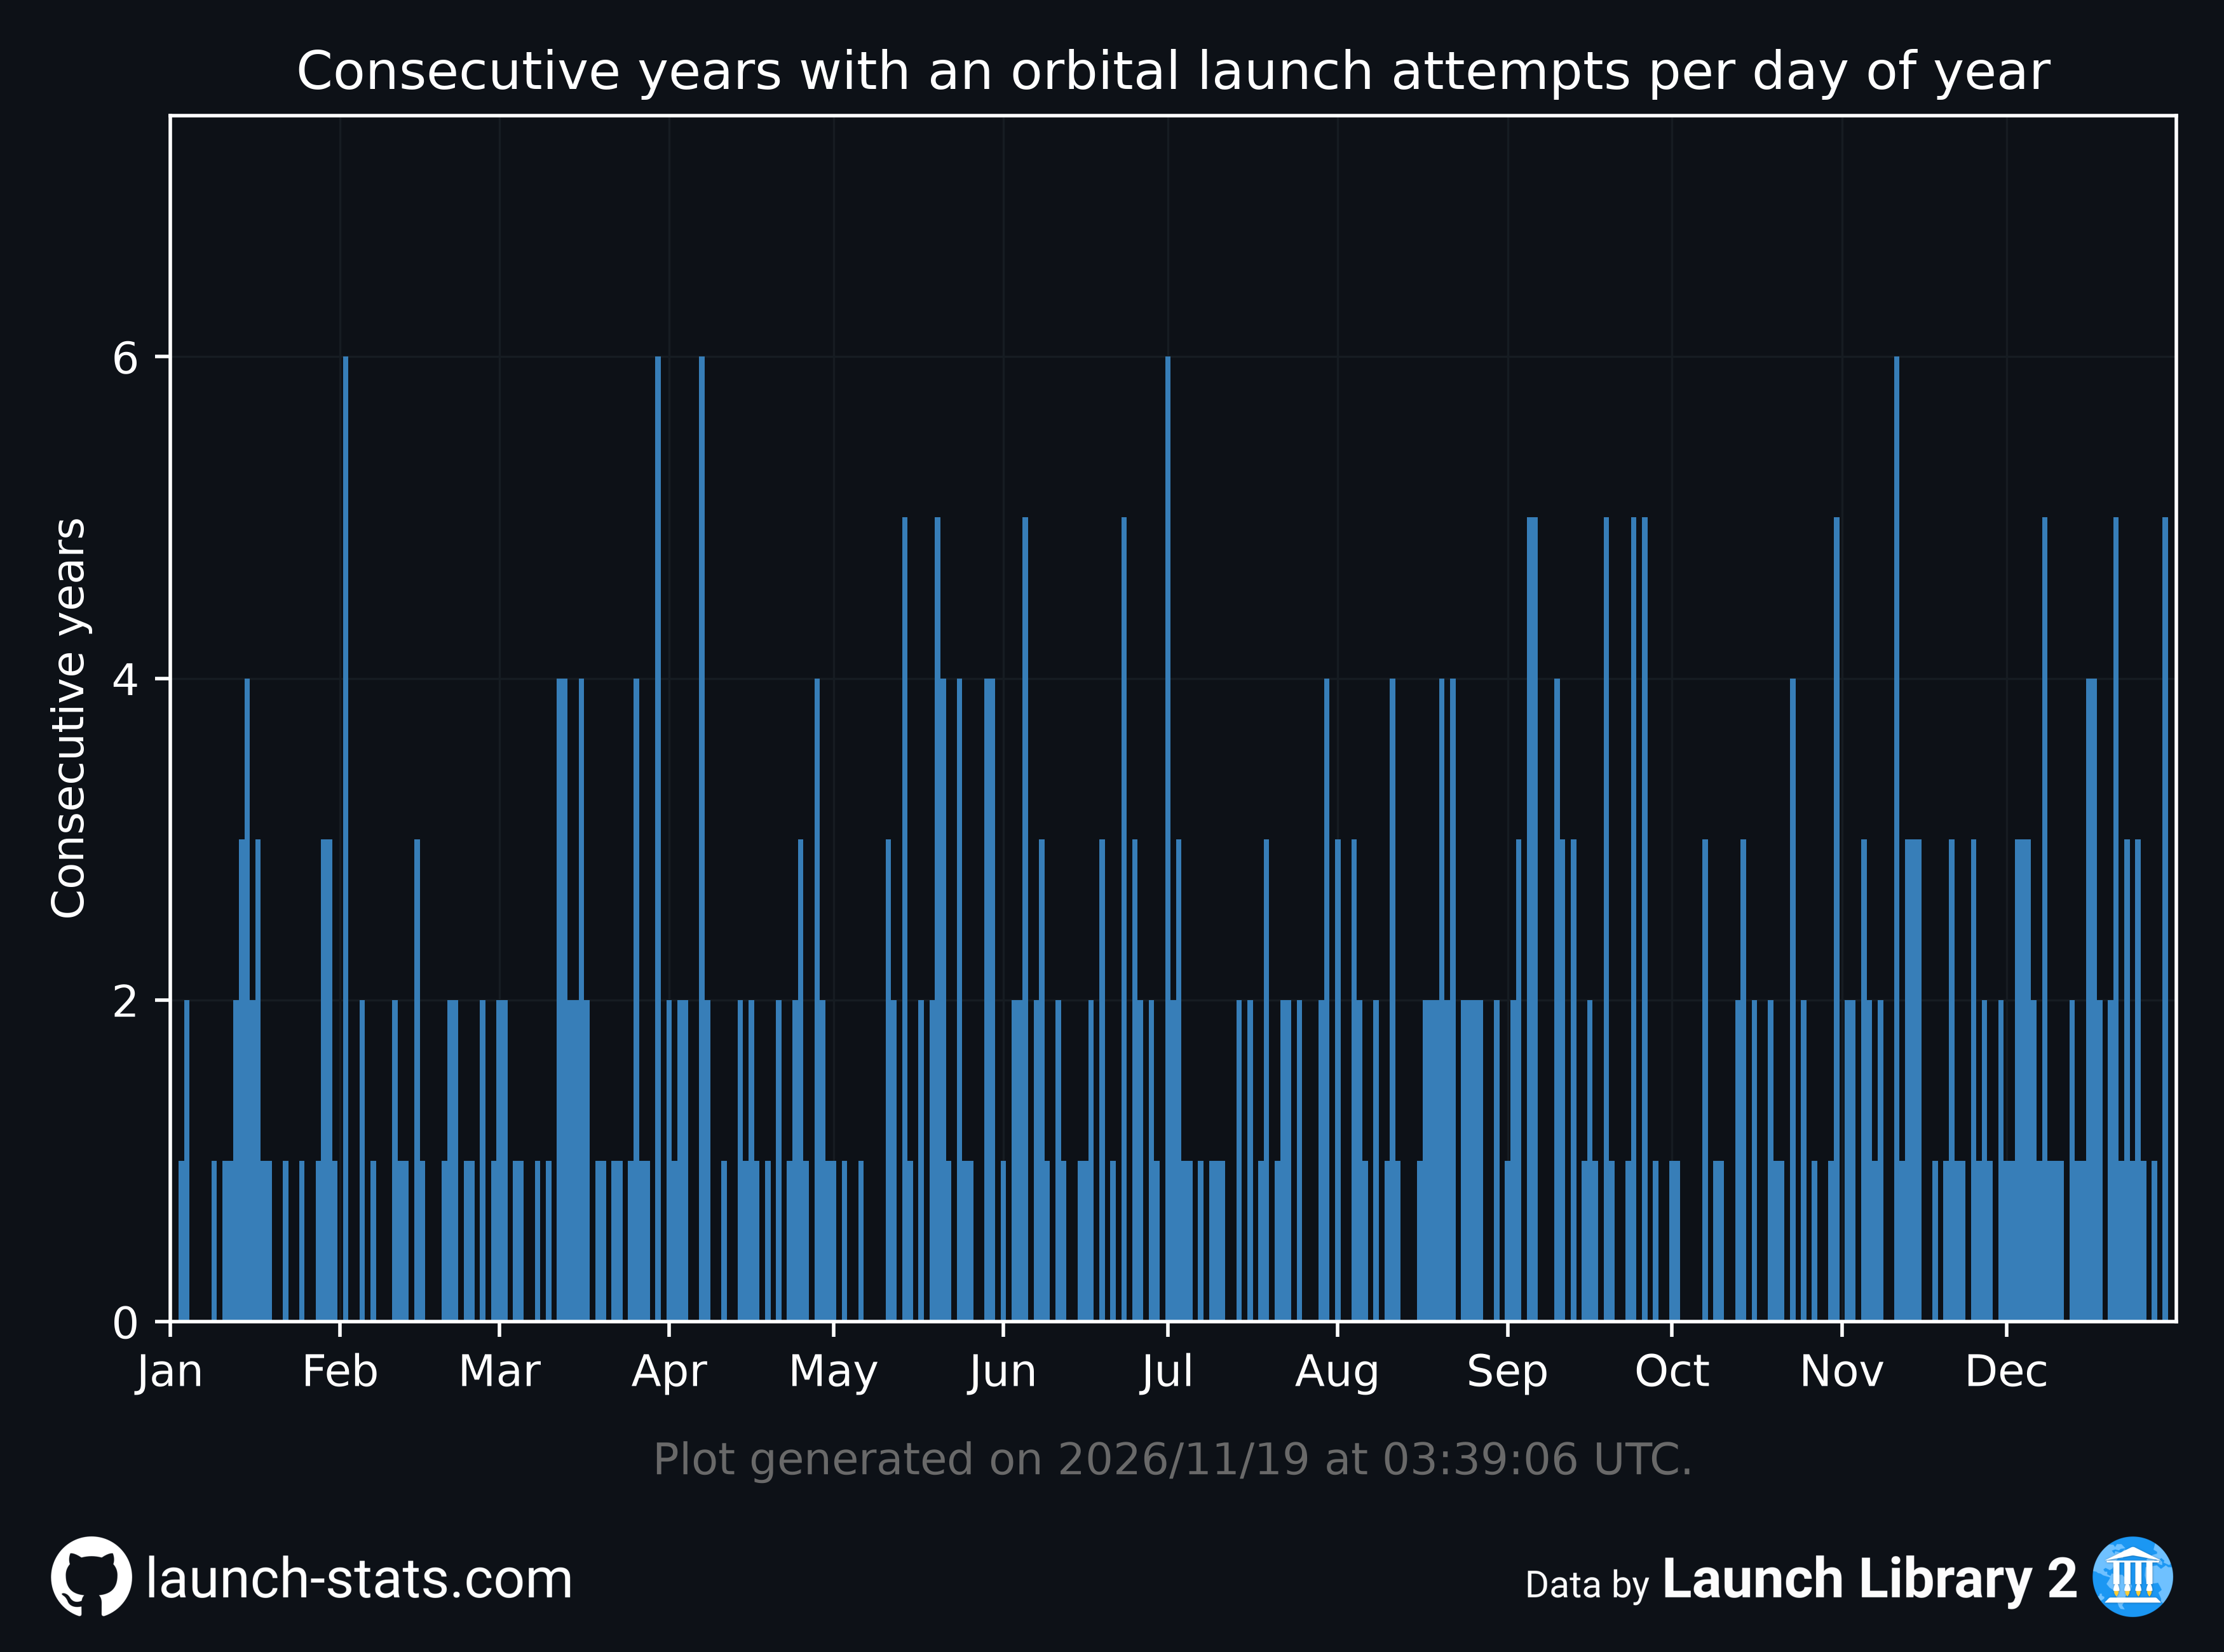 Consecutive years with an orbital launch attempts per day of year
Consecutive years
6
4
2
0
Jan Feb Mar Apr May Jun Jul Aug Sep Oct Nov Dec
Plot generated on 2026/11/19 at 03:39:06 UTC.
launch-stats.com
Data by Launch Library 2